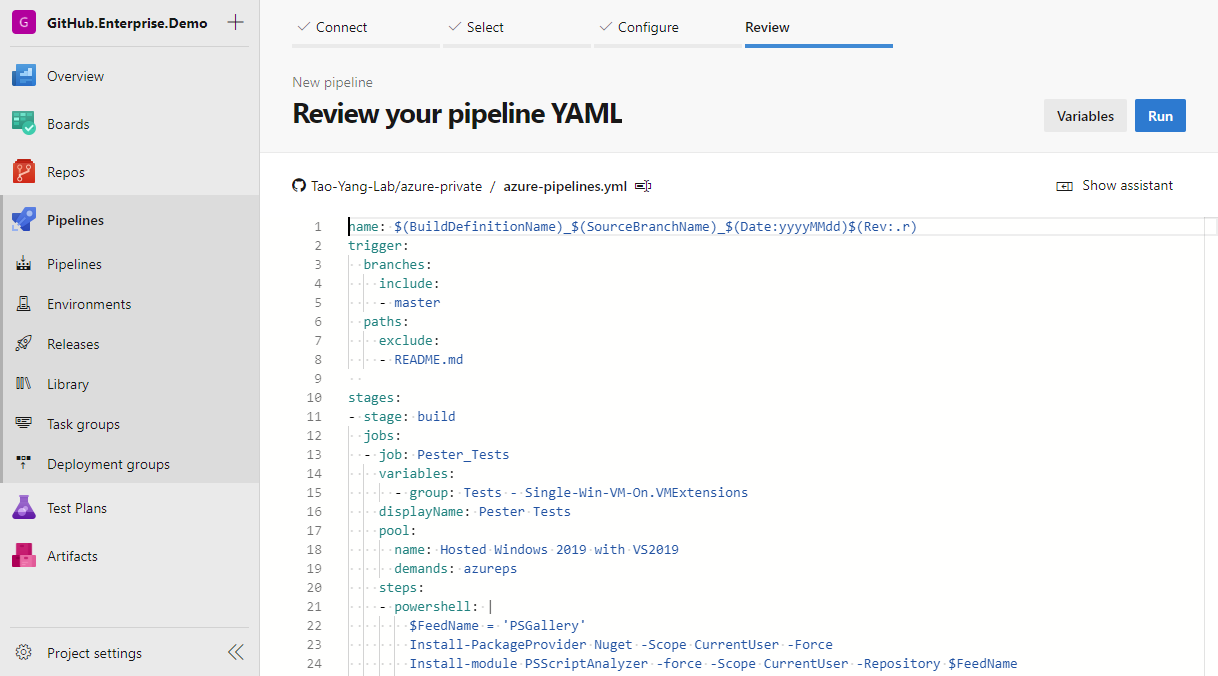 G GitHub.Enterprise.Demo
Overview
Boards
Repos
Pipelines
Pipelines
Environments
Releases
Library
Task groups
Deployment groups
Test Plans
Artifacts
Project settings
Connect
Select
Configure
Review
New pipeline
Review your pipeline YAML
Variables
Run
Tao-Yang-Lab/azure-private / azure-pipelines.yml
Show assistant
1 name: $(BuildDefinitionName)_$(SourceBranchName)_$(Date:yyyyMMdd)$(Rev:.r)
2 trigger:
3   branches:
4     include:
5     - master
6   paths:
7     exclude:
8     - README.md
9
10 stages:
11 - stage: build
12   jobs:
13   - job: Pester_Tests
14     variables:
15       - group: Tests - Single-Win-VM-On.VMExtensions
16     displayName: Pester Tests
17     pool:
18       name: Hosted Windows 2019 with VS2019
19       demands: azureps
20     steps:
21     - powershell: |
22         $FeedName = 'PSGallery'
23         Install-PackageProvider Nuget -Scope CurrentUser -Force
24         Install-module PSScriptAnalyzer -force -Scope CurrentUser -Repository $FeedName